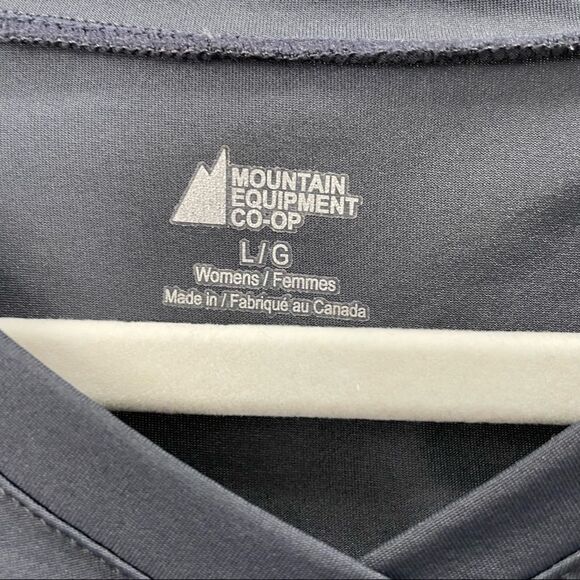 MOUNTAIN
EQUIPMENT
CO-OP
L/G
Womens / Femmes
Made in / Fabriqué au Canada